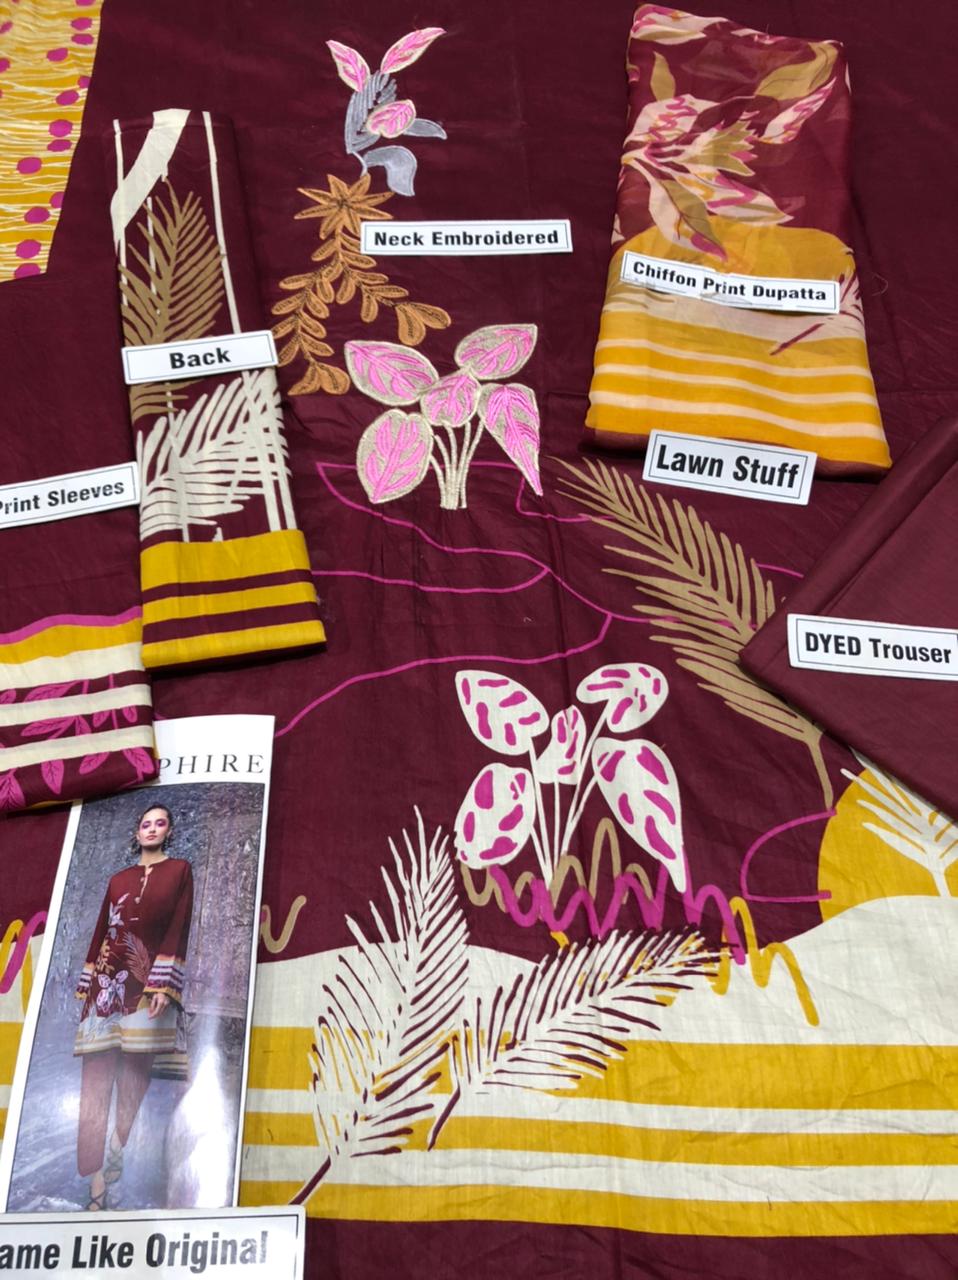 Neck Embroidered
Chiffon Print Dupatta
Back
Lawn Stuff
Print Sleeves
DYED Trouser
PHIRE
ame Like Original